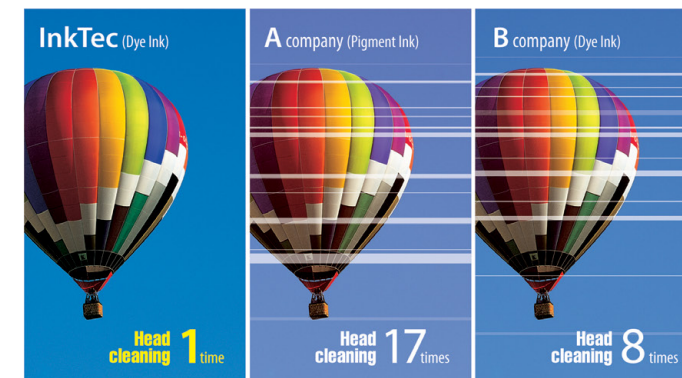 InkTec (Dye Ink)
Head
cleaning 1 time
A company (Pigment Ink)
Head
cleaning 17 times
B company (Dye Ink)
Head
cleaning 8 times